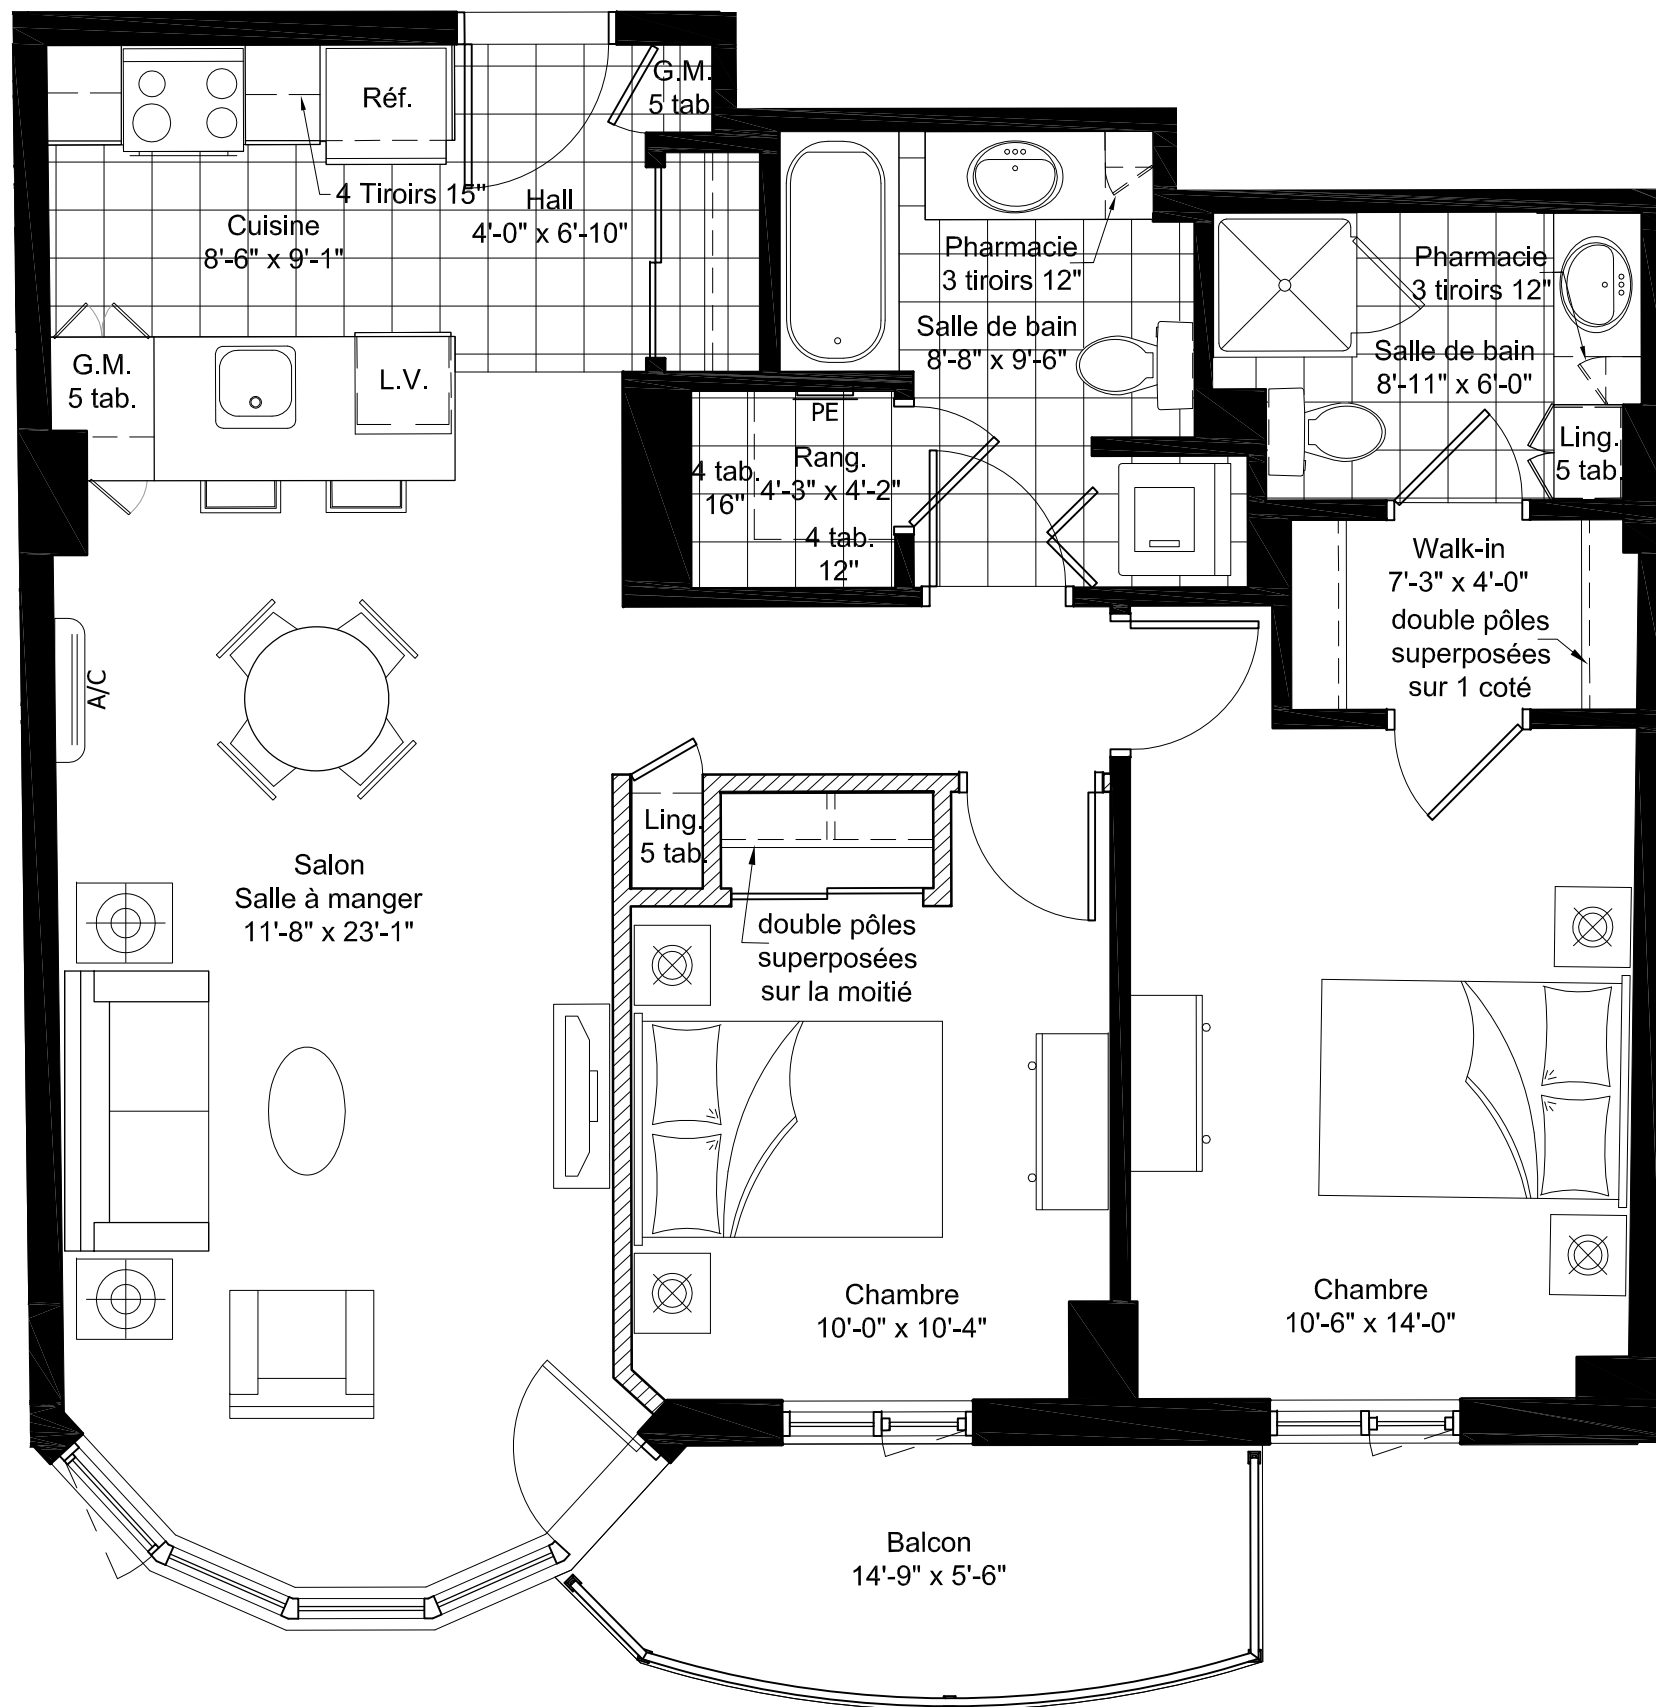 G.M.
5 tab.
Réf.
4 Tiroirs 15"
Hall
4'-0" x 6'-10"
Cuisine
8'-6" x 9'-1"
Pharmacie
3 tiroirs 12"
Pharmacie
3 tiroirs 12"
Salle de bain
8'-8" x 9'-6"
Salle de bain
8'-11" x 6'-0"
G.M.
5 tab.
L.V.
PE
Rang.
4'-3" x 4'-2"
4 tab.
16"
4 tab.
12"
Ling.
5 tab.
Walk-in
7'-3" x 4'-0"
double pôles
superposées
sur 1 coté
A/C
Ling.
5 tab.
Salon
Salle à manger
11'-8" x 23'-1"
double pôles
superposées
sur la moitié
Chambre
10'-0" x 10'-4"
Chambre
10'-6" x 14'-0"
Balcon
14'-9" x 5'-6"